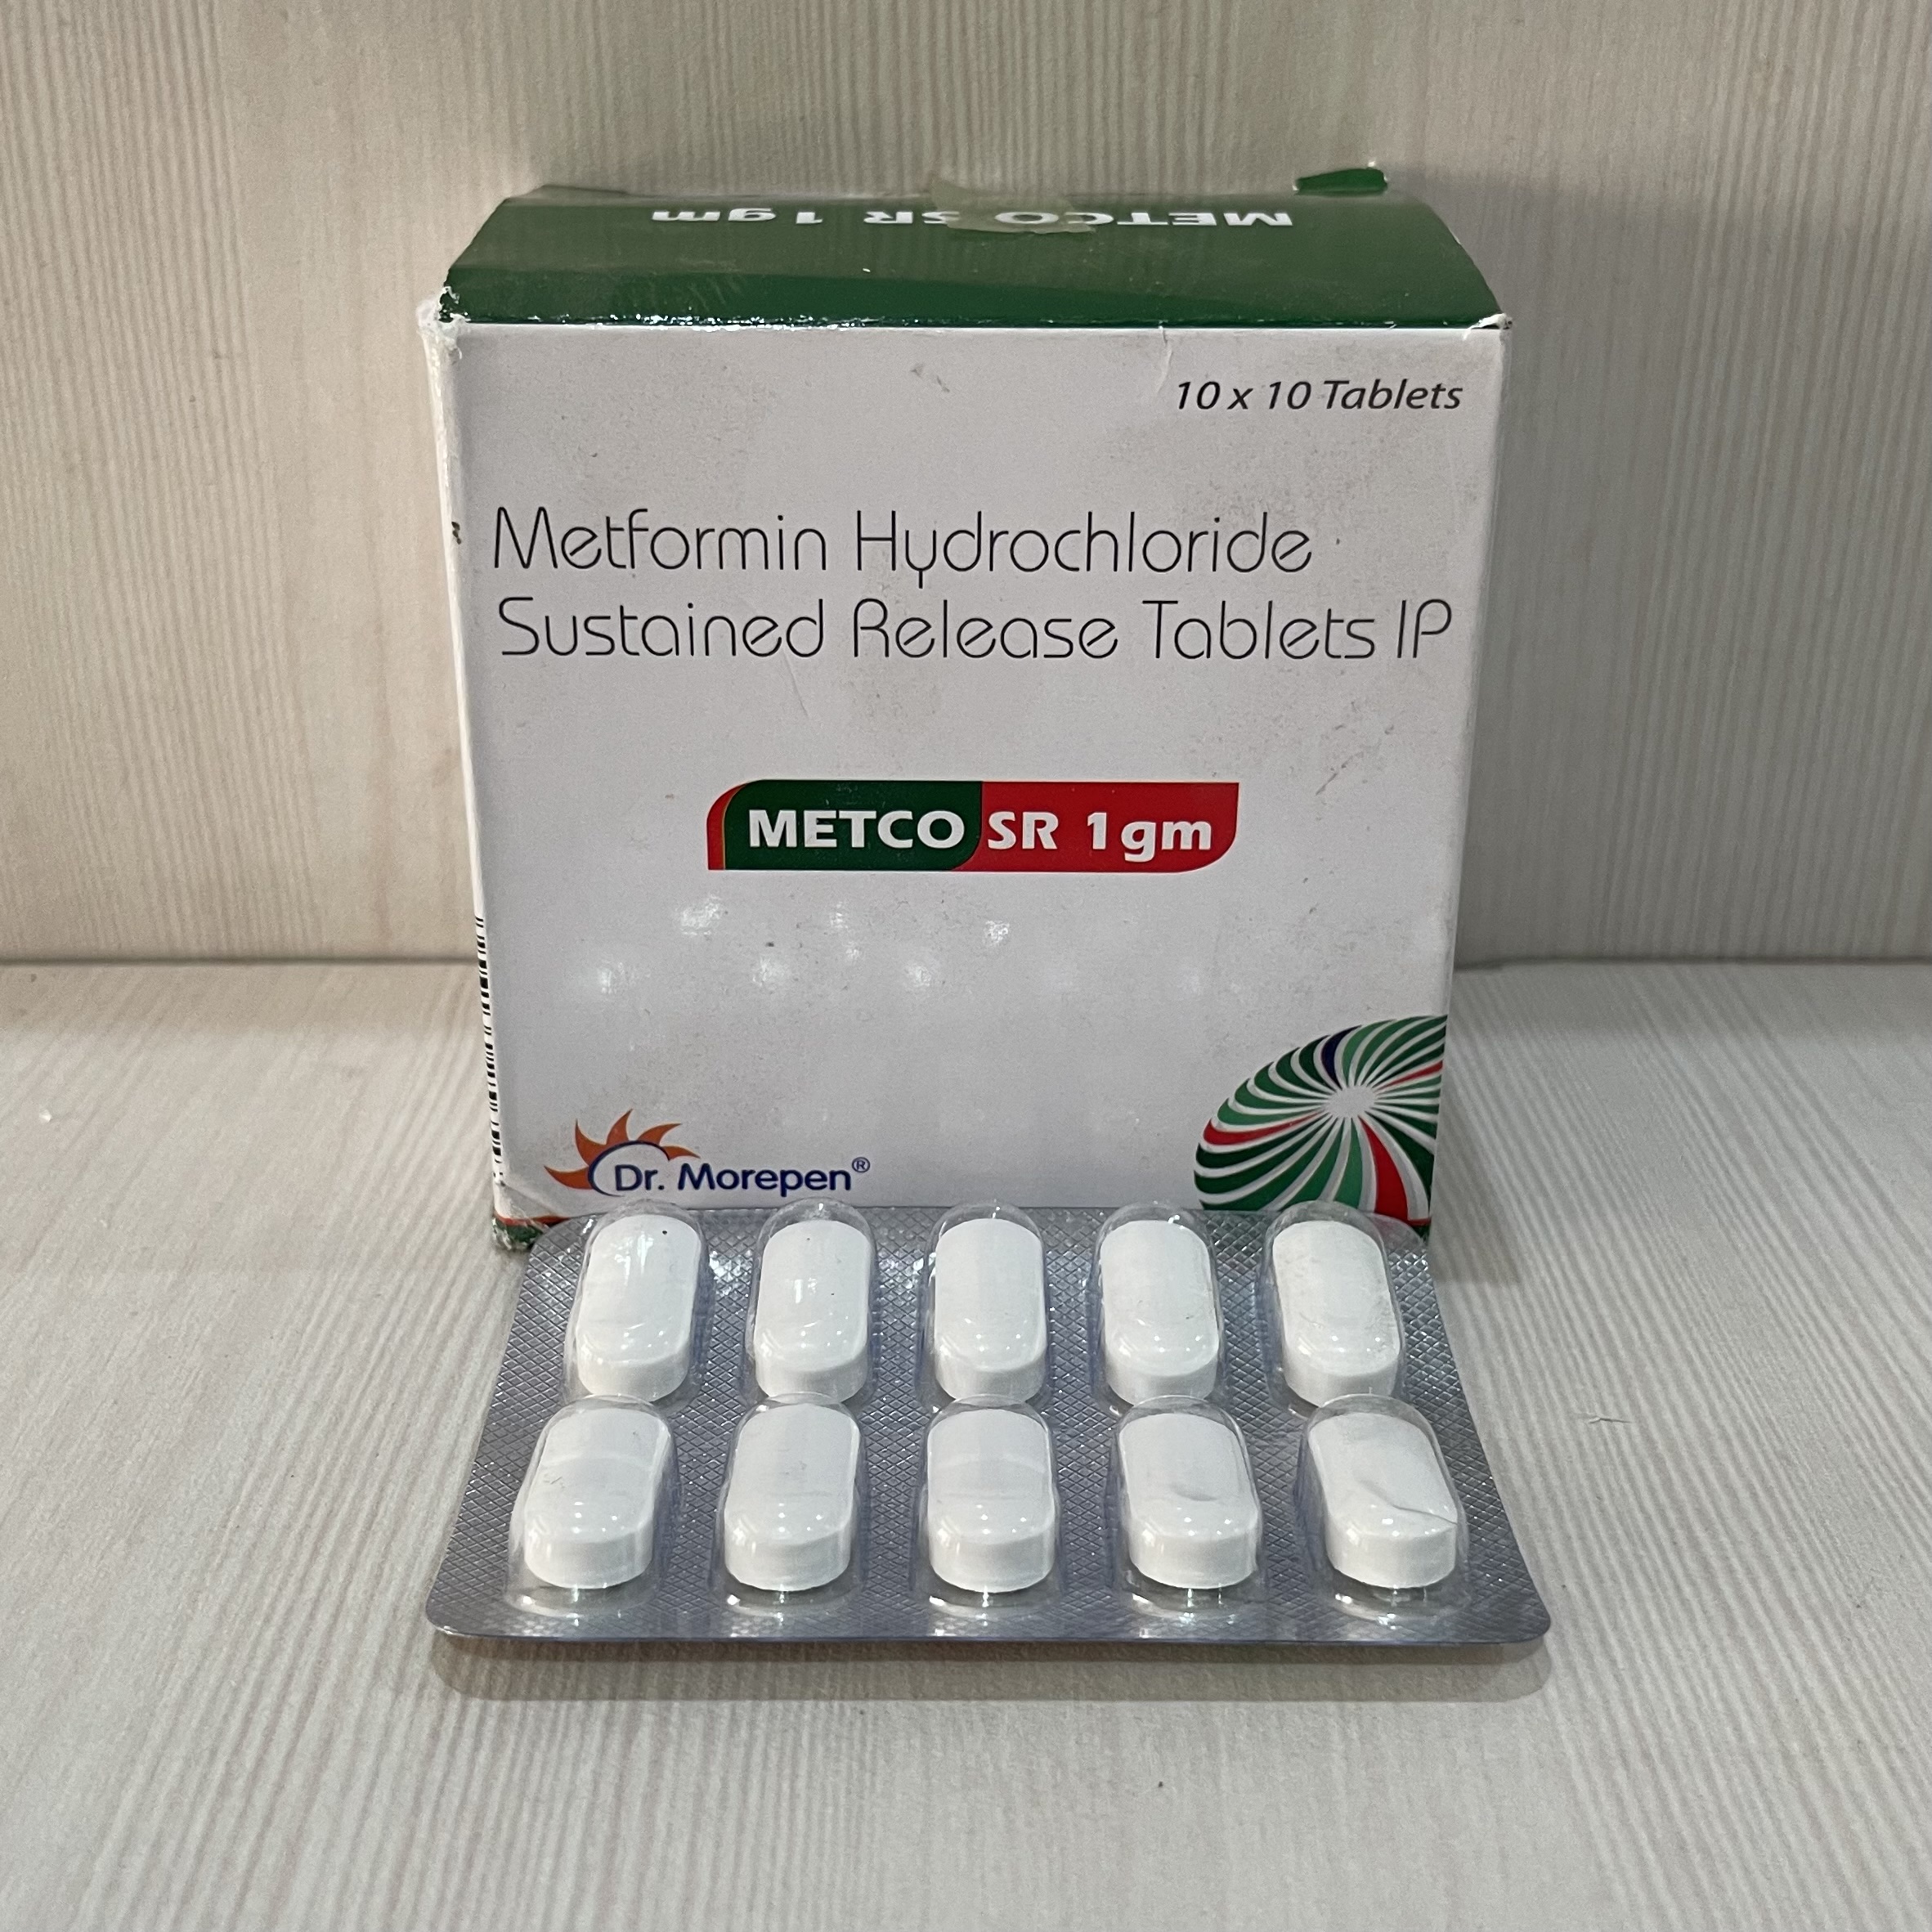 METCO SR 1gm
10 x 10 Tablets
Metformin Hydrochloride
Sustained Release Tablets IP
METCO SR 1gm
Dr. Morepen®